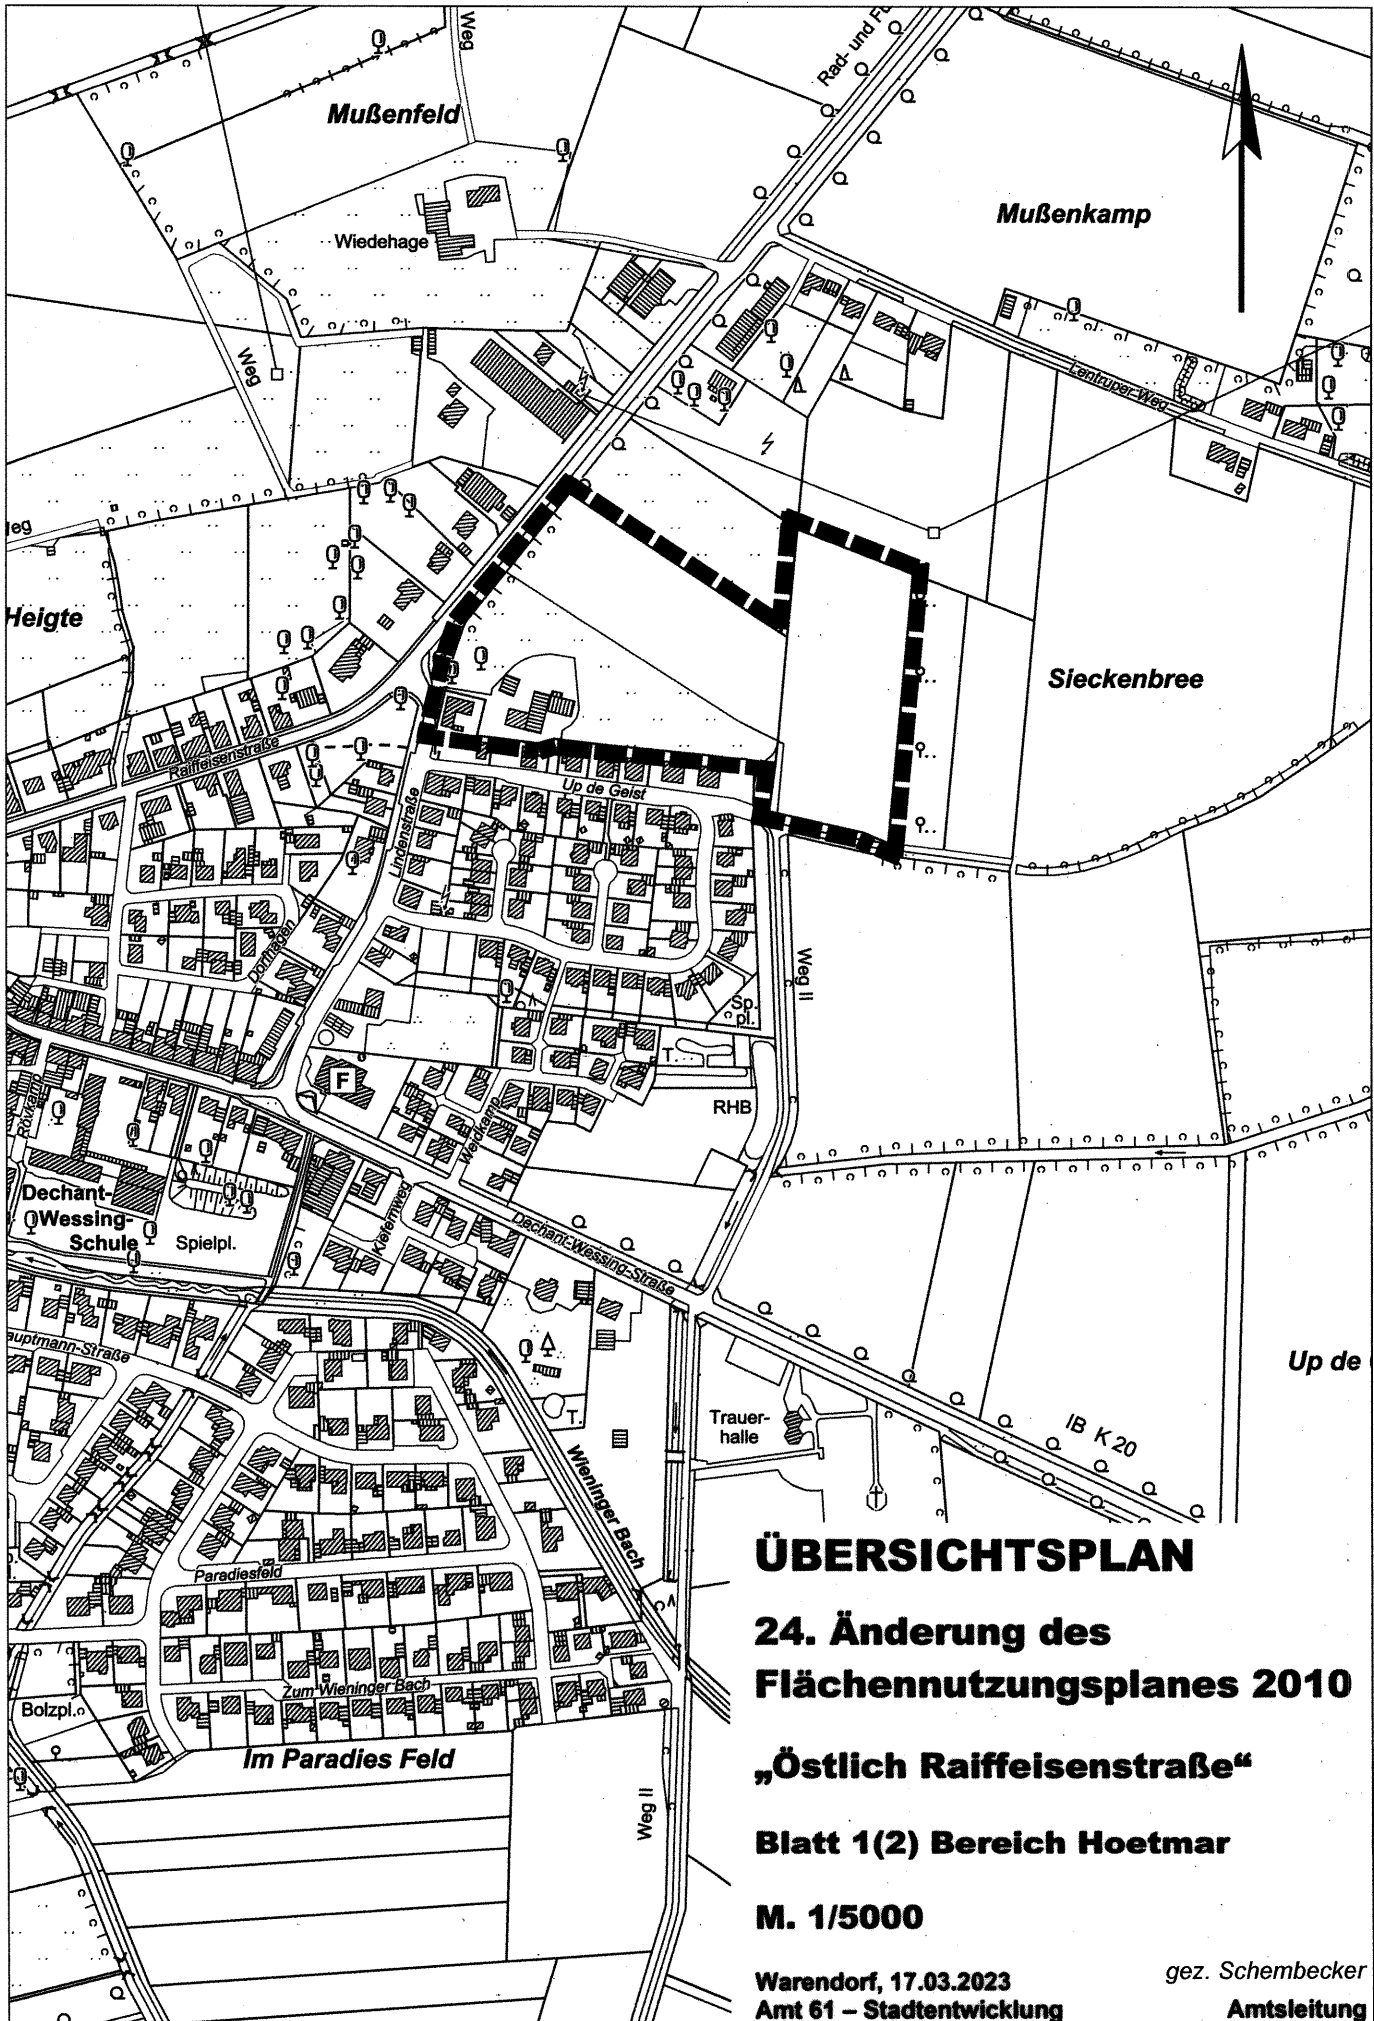 Weg
Rad- und
Mußenfeld
Mußenkamp
Wiedehage
Weg
Lentruper Weg
Heigte
Sieckenbree
Raiffeisenstraße
Up de Geist
Lindenstraße
Dorfhagen
Weg II
Sp.
pl.
T.
F
RHB
Weidkamp
Dechant-
Wessing-
Schule
Spielpl.
Kiefernweg
Dechant-Wessing-Straße
auptmann-Straße
Up de
T.
Trauer-
halle
IB K 20
Wieninger Bach
Paradiesfeld
Zum Wieninger Bach
Bolzpl.
Im Paradies Feld
Weg II
ÜBERSICHTSPLAN
24. Änderung des
Flächennutzungsplanes 2010
„Östlich Raiffeisenstraße“
Blatt 1(2) Bereich Hoetmar
M. 1/5000
Warendorf, 17.03.2023
gez. Schembecker
Amt 61 – Stadtentwicklung
Amtsleitung